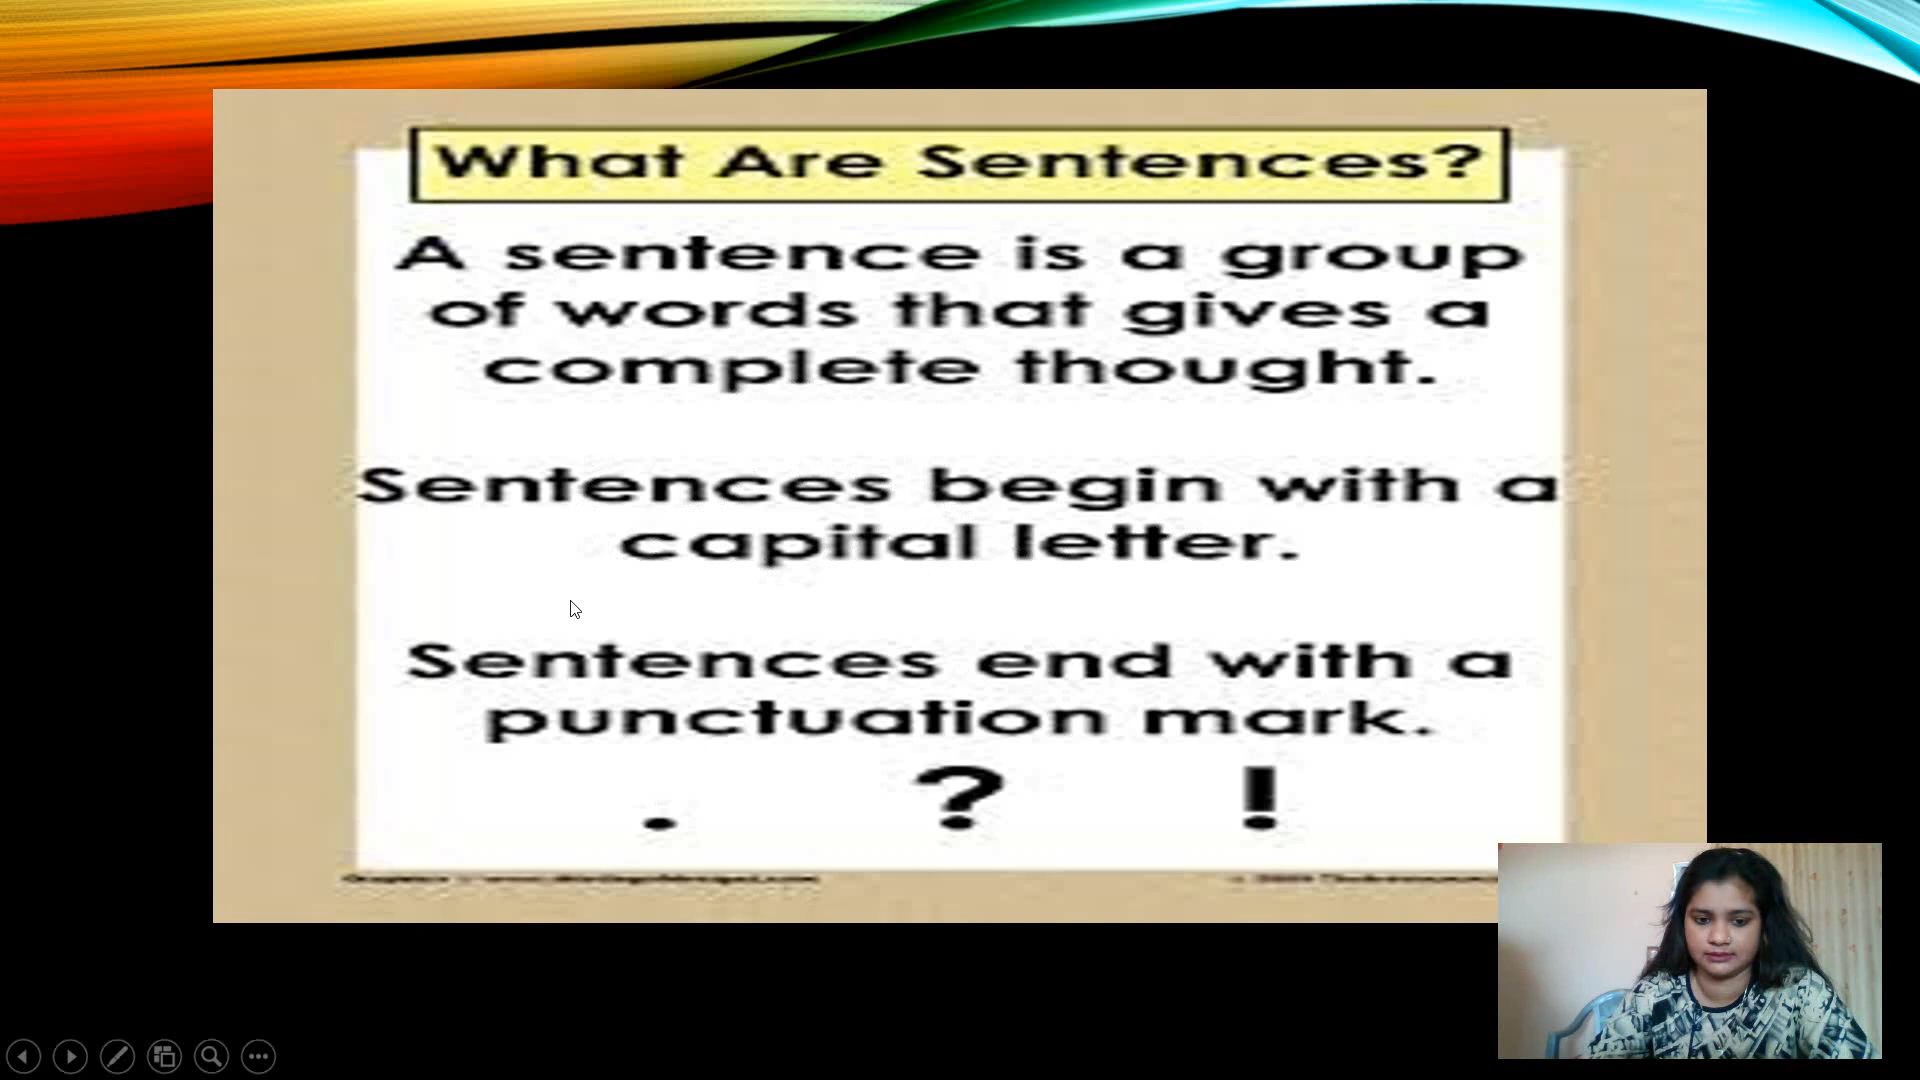 What Are Sentences?
A sentence is a group
of words that gives a
complete thought.
Sentences begin with a
capital letter.
Sentences end with a
punctuation mark.
. ? !